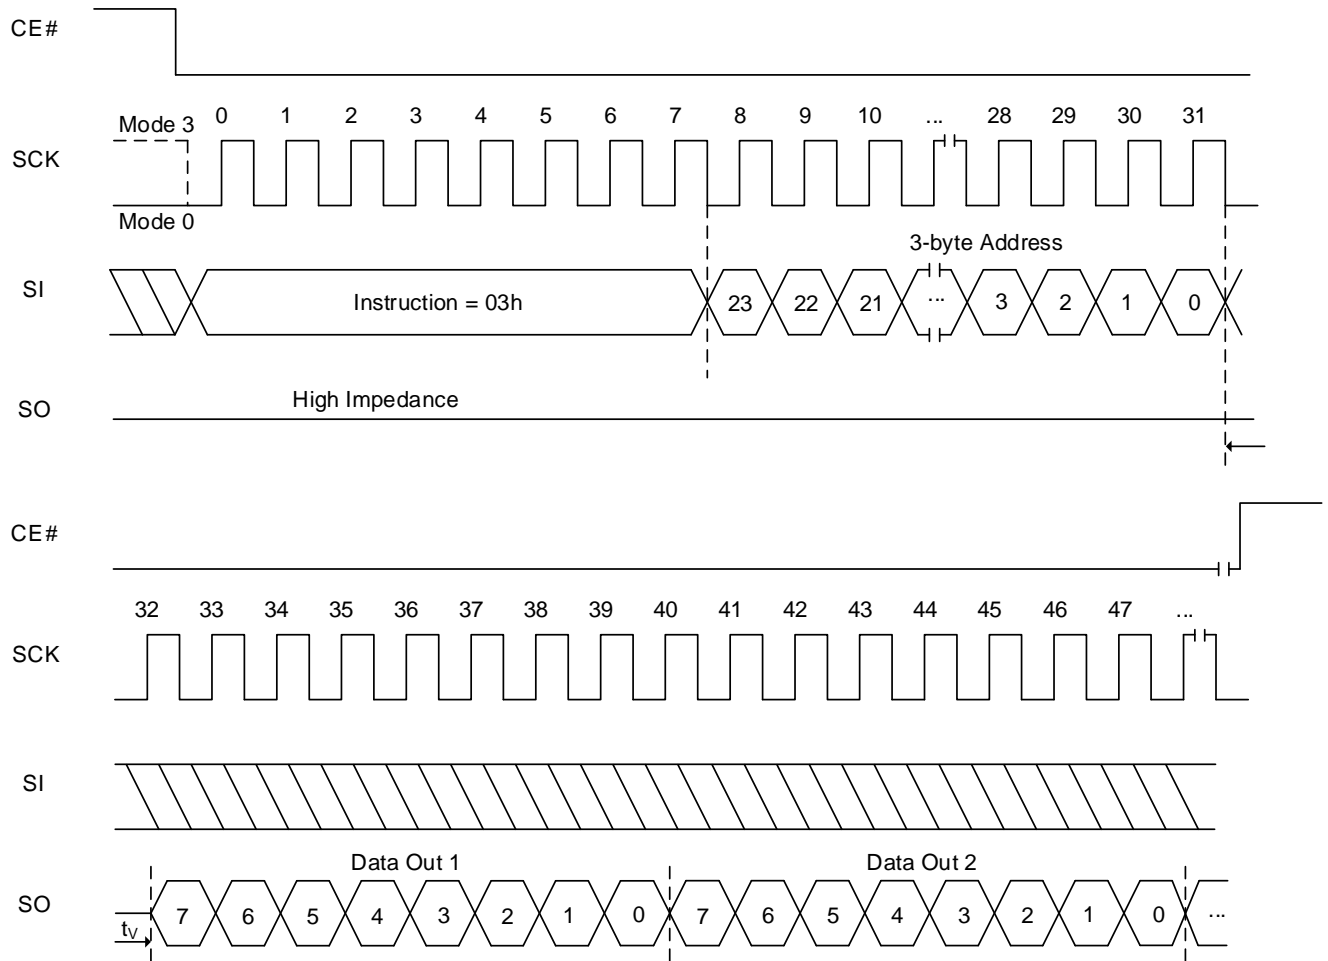 CE#
0 1 2 3 4 5 6 7 8 9 10 ... 28 29 30 31
Mode 3
SCK
Mode 0
3-byte Address
SI
Instruction = 03h 23 22 21 ... 3 2 1 0
High Impedance
SO
CE#
32 33 34 35 36 37 38 39 40 41 42 43 44 45 46 47 ...
SCK
SI
Data Out 1 Data Out 2
SO
7 6 5 4 3 2 1 0 7 6 5 4 3 2 1 0 ...
tV